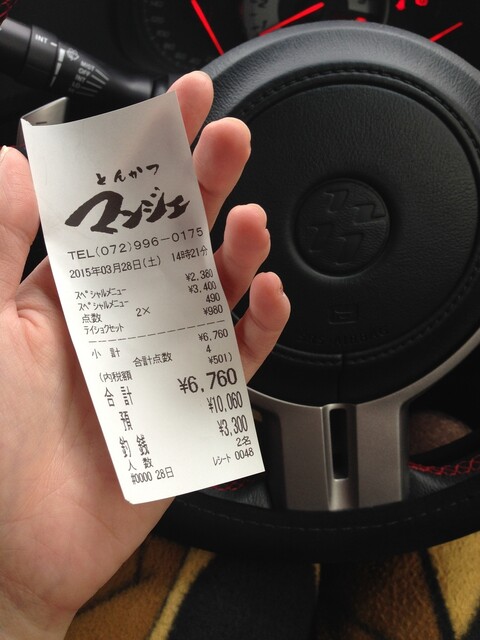 INT
とんかつ
マンジェ
TEL(072)996-0175
2015年03月28日(土) 14時21分
スペシャルメニュー ¥2,380
スペシャルメニュー ¥3,400
点数 2× 490
テイショクセット ¥980
小 計 ¥6,760
合計点数 4
(内税額 ¥501)
合 計 ¥6,760
預 ¥10,060
釣 銭 ¥3,300
人 数 2名
#0000 28日 レシート 0048